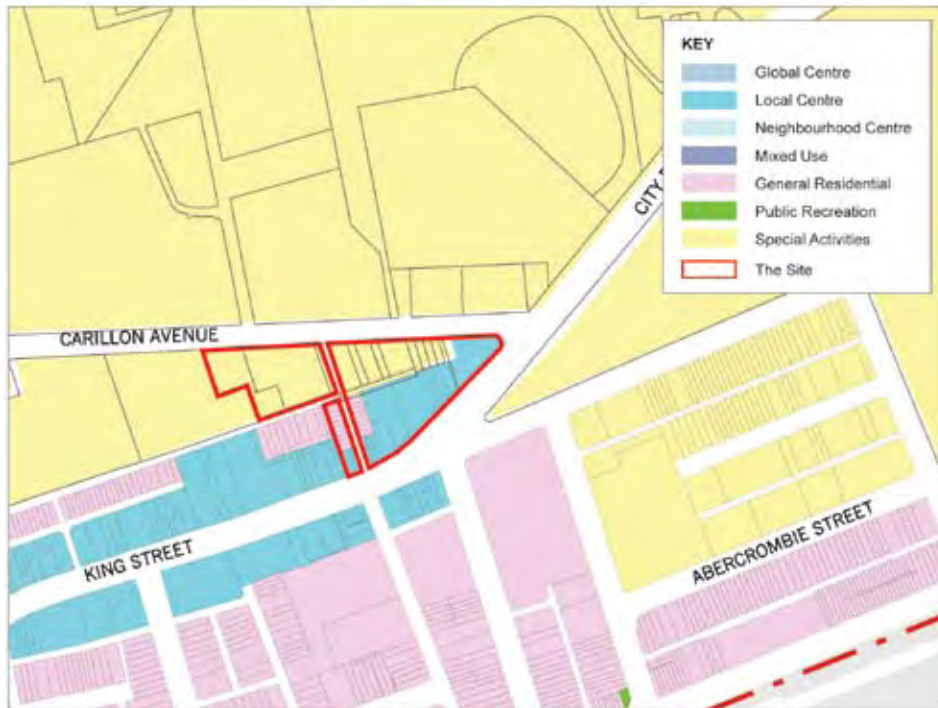 KEY
Global Centre
Local Centre
Neighbourhood Centre
Mixed Use
General Residential
Public Recreation
Special Activities
The Site
CITY
CARILLON AVENUE
KING STREET
ABERCROMBIE STREET